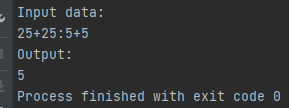 Input data:
25+25:5+5
Output:
5
Process finished with exit code 0